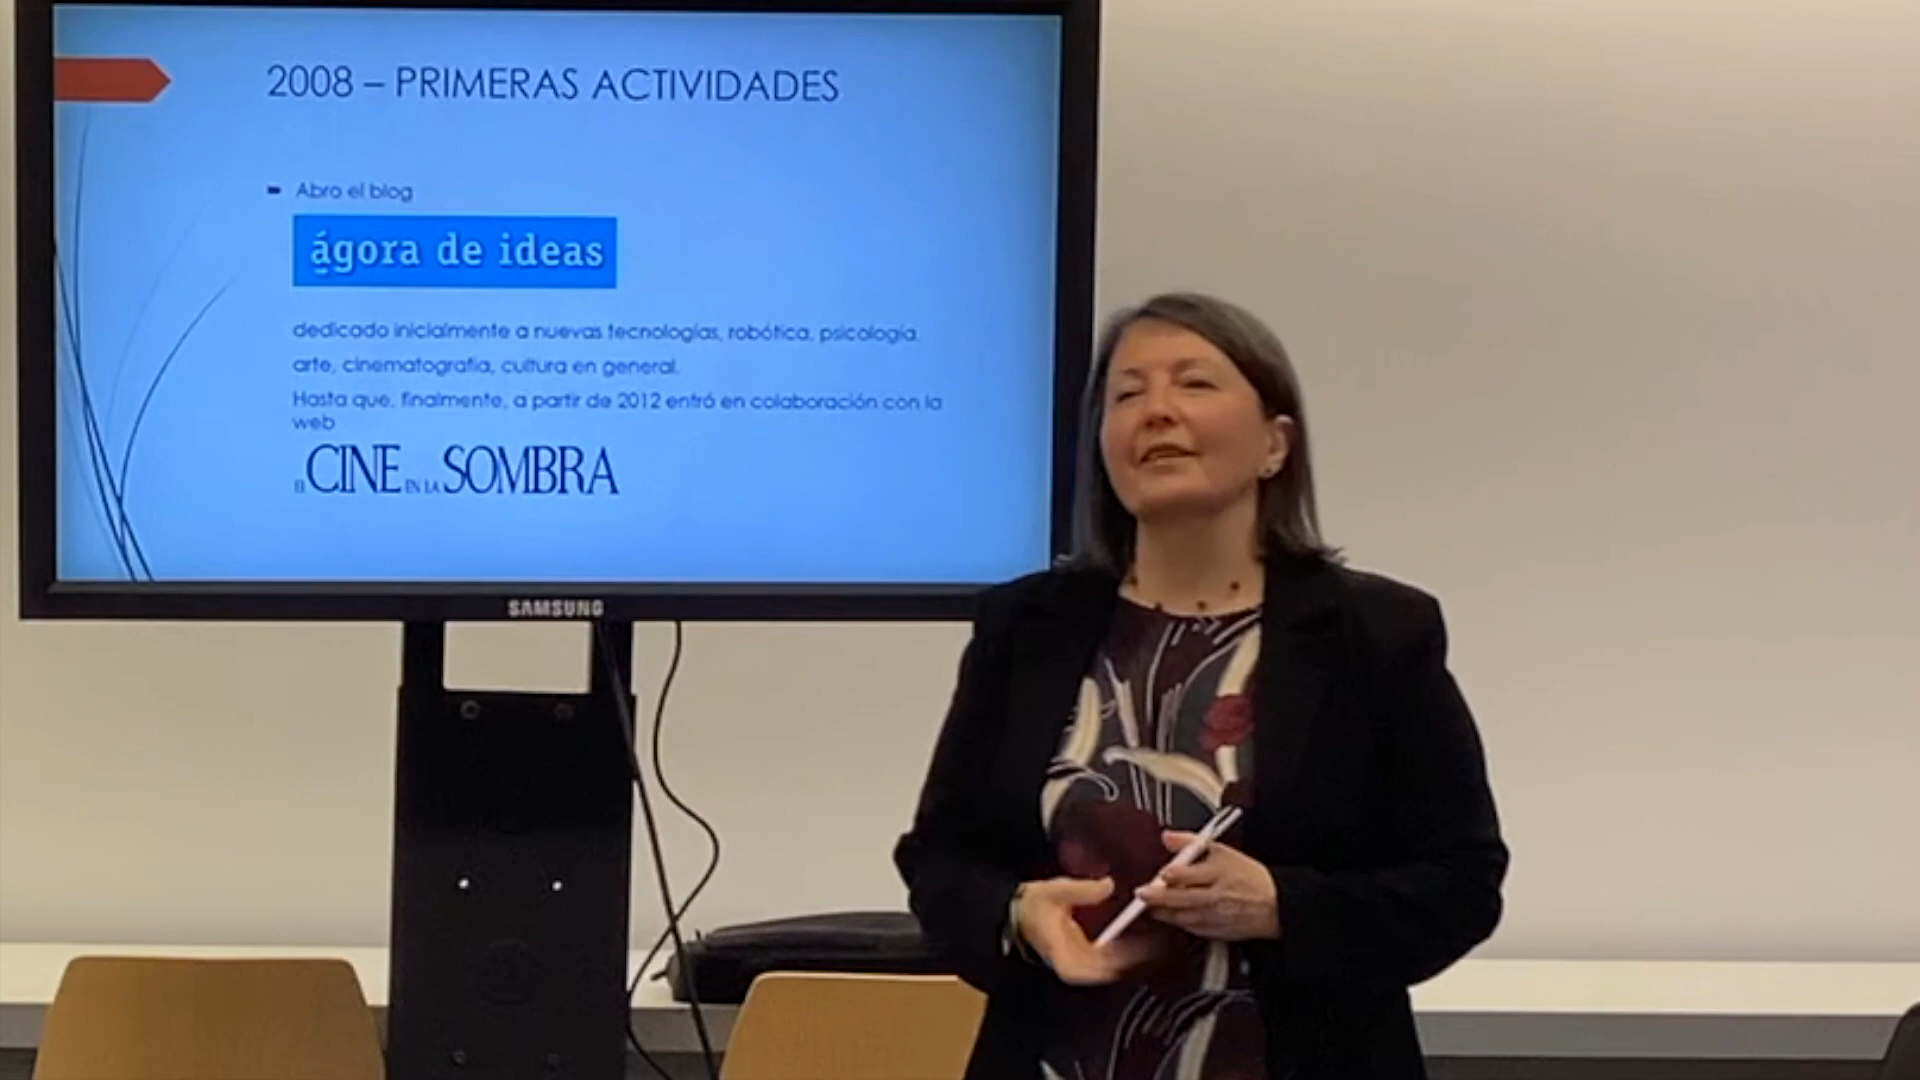 2008 – PRIMERAS ACTIVIDADES
Abro el blog
ágora de ideas
dedicado inicialmente a nuevas tecnologías, robótica, psicología,
arte, cinematografía, cultura en general.
Hasta que, finalmente, a partir de 2012 entró en colaboración con la
web
EL CINE EN LA SOMBRA
SAMSUNG